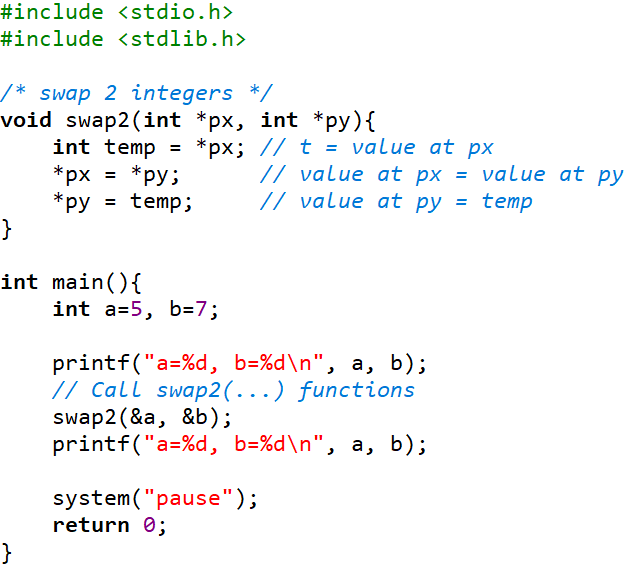 #include <stdio.h>
#include <stdlib.h>

/* swap 2 integers */
void swap2(int *px, int *py){
    int temp = *px; // t = value at px
    *px = *py;      // value at px = value at py
    *py = temp;     // value at py = temp
}

int main(){
    int a=5, b=7;

    printf("a=%d, b=%d\n", a, b);
    // Call swap2(...) functions
    swap2(&a, &b);
    printf("a=%d, b=%d\n", a, b);

    system("pause");
    return 0;
}